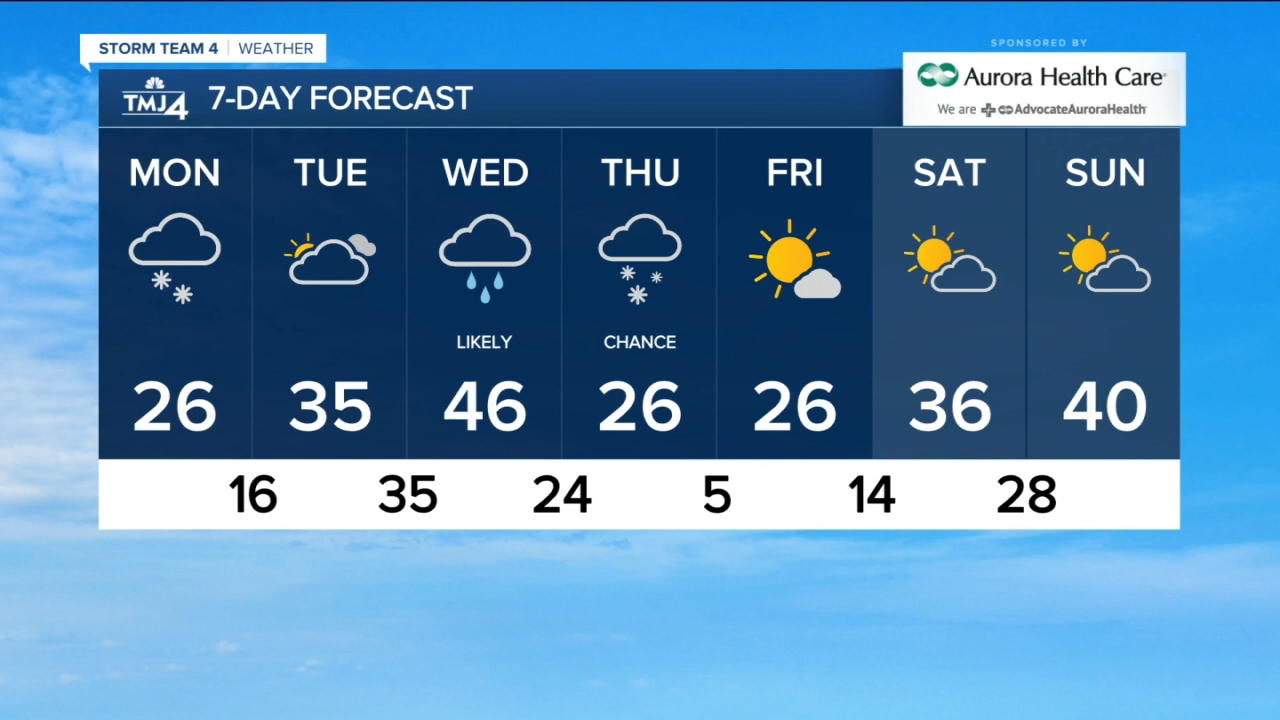 STORM TEAM 4 | WEATHER
SPONSORED BY
Aurora Health Care
We are AdvocateAuroraHealth
TMJ4 7-DAY FORECAST
MON TUE WED THU FRI SAT SUN
LIKELY CHANCE
26 35 46 26 26 36 40
16 35 24 5 14 28